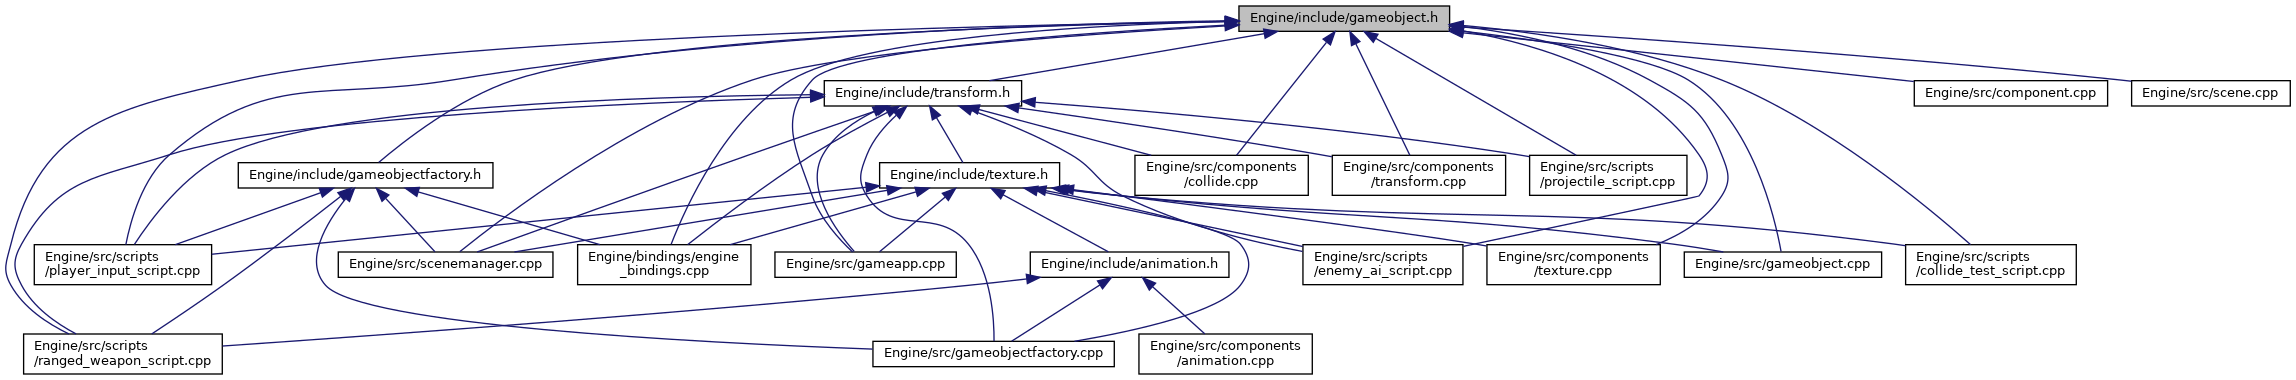 Engine/include/gameobject.h
Engine/include/transform.h
Engine/src/component.cpp
Engine/src/scene.cpp
Engine/include/gameobjectfactory.h
Engine/include/texture.h
Engine/src/components
/collide.cpp
Engine/src/components
/transform.cpp
Engine/src/scripts
/projectile_script.cpp
Engine/src/scripts
/player_input_script.cpp
Engine/src/scenemanager.cpp
Engine/bindings/engine
_bindings.cpp
Engine/src/gameapp.cpp
Engine/include/animation.h
Engine/src/scripts
/enemy_ai_script.cpp
Engine/src/components
/texture.cpp
Engine/src/gameobject.cpp
Engine/src/scripts
/collide_test_script.cpp
Engine/src/scripts
/ranged_weapon_script.cpp
Engine/src/gameobjectfactory.cpp
Engine/src/components
/animation.cpp